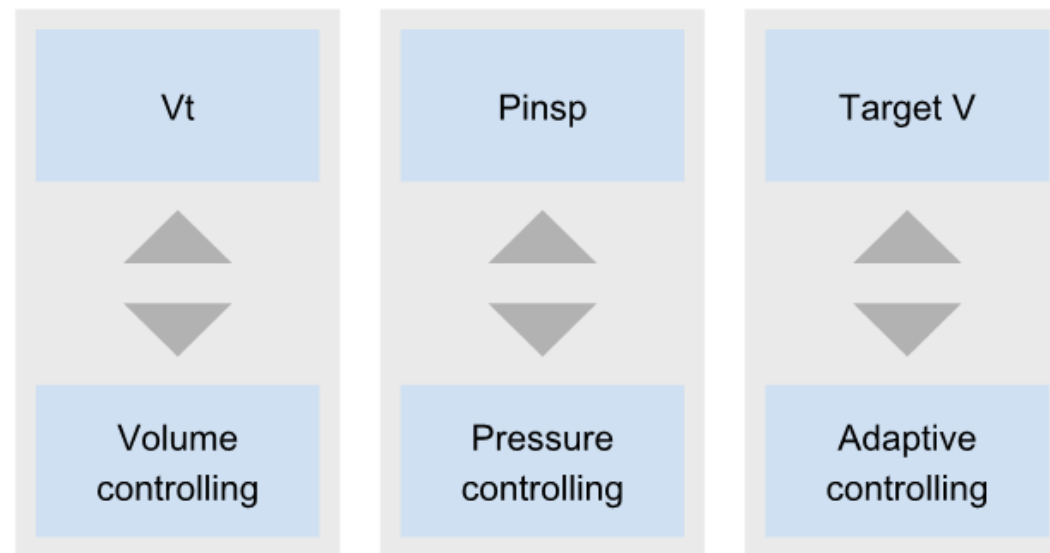 Vt
Pinsp
Target V
Volume
controlling
Pressure
controlling
Adaptive
controlling